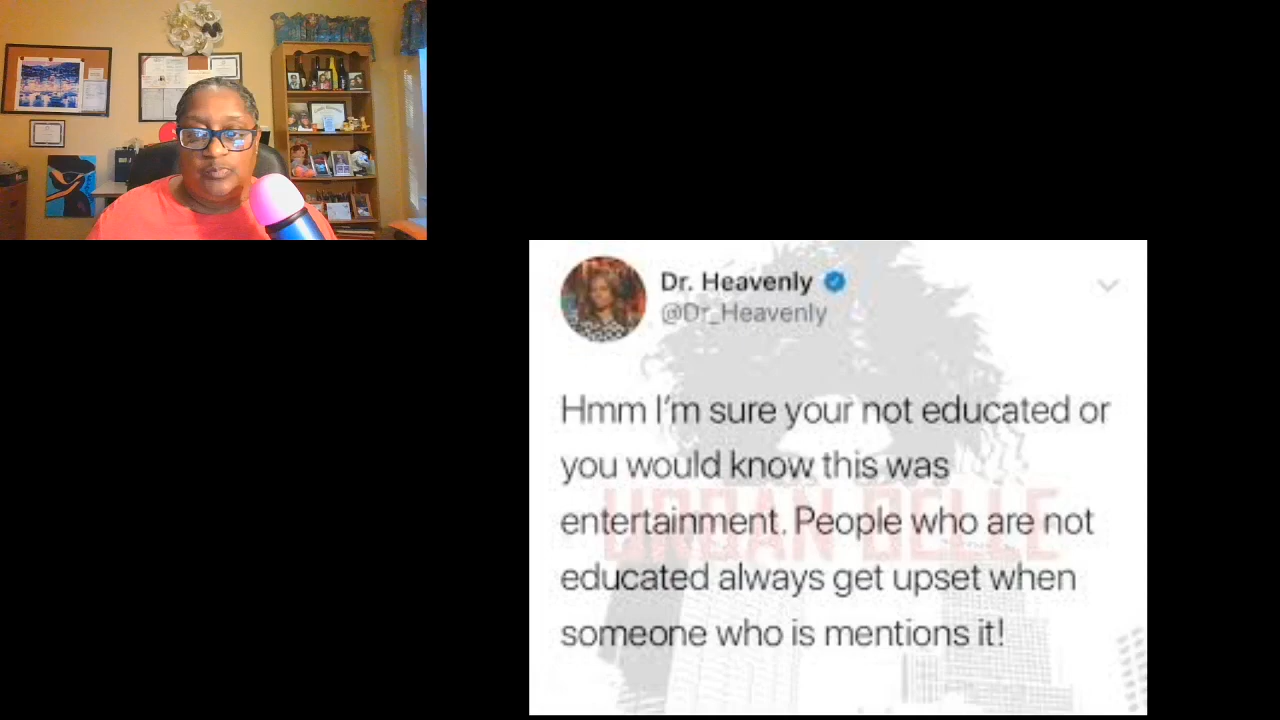 Dr. Heavenly
@Dr_Heavenly
Hmm I'm sure your not educated or
you would know this was
entertainment. People who are not
educated always get upset when
someone who is mentions it!
URBAN BELLE